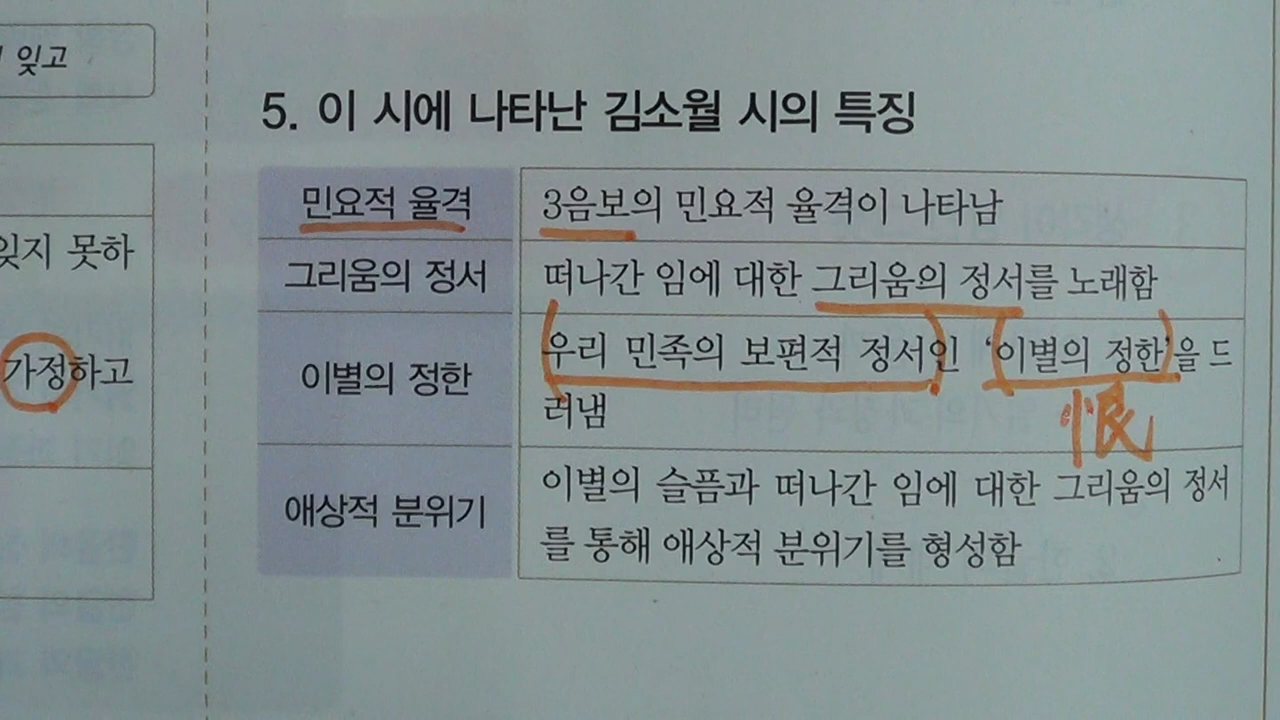 잊고
잊지 못하
가정하고
5. 이 시에 나타난 김소월 시의 특징
민요적 율격
3음보의 민요적 율격이 나타남
그리움의 정서
떠나간 임에 대한 그리움의 정서를 노래함
이별의 정한
우리 민족의 보편적 정서인 ‘이별의 정한’을 드
러냄
恨
애상적 분위기
이별의 슬픔과 떠나간 임에 대한 그리움의 정서
를 통해 애상적 분위기를 형성함